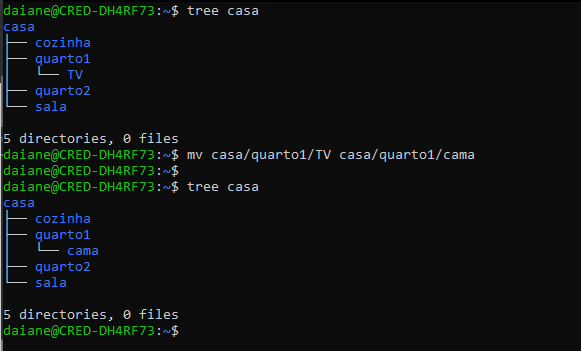 daiane@CRED-DH4RF73:~$ tree casa
casa
├── cozinha
├── quarto1
│   └── TV
├── quarto2
└── sala

5 directories, 0 files
daiane@CRED-DH4RF73:~$ mv casa/quarto1/TV casa/quarto1/cama
daiane@CRED-DH4RF73:~$
daiane@CRED-DH4RF73:~$ tree casa
casa
├── cozinha
├── quarto1
│   └── cama
├── quarto2
└── sala

5 directories, 0 files
daiane@CRED-DH4RF73:~$